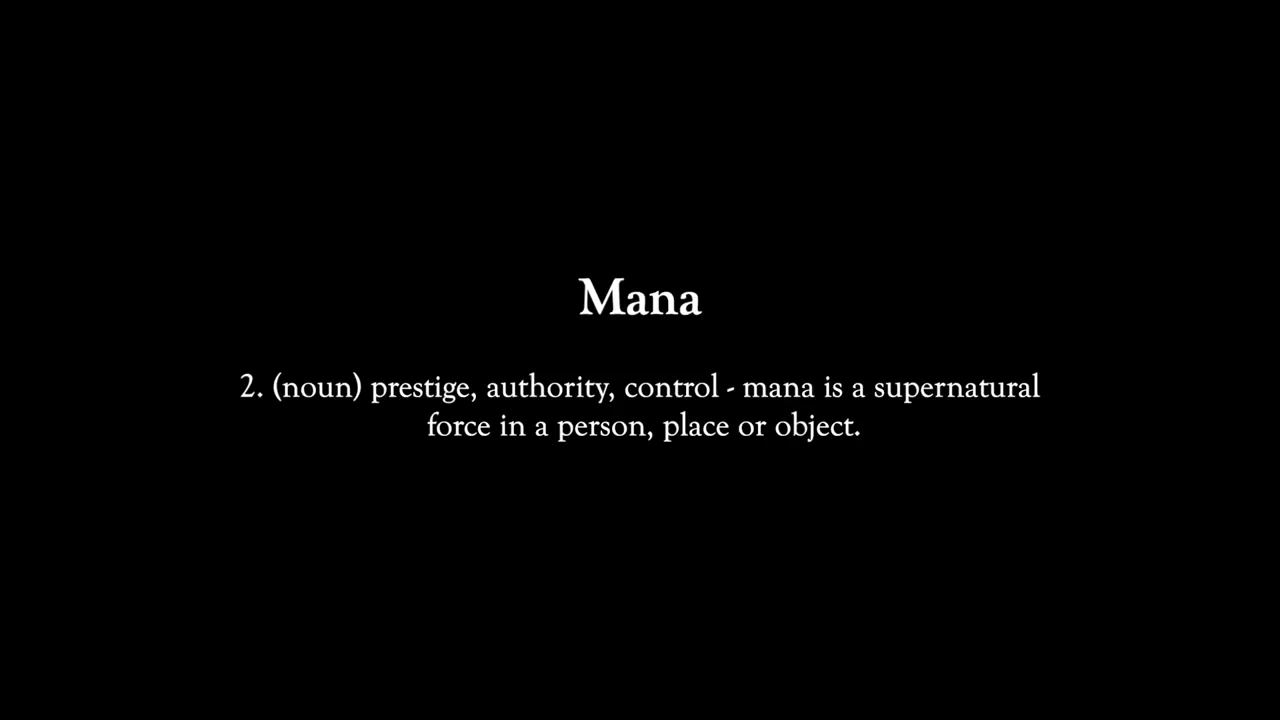 Mana
2. (noun) prestige, authority, control - mana is a supernatural
force in a person, place or object.